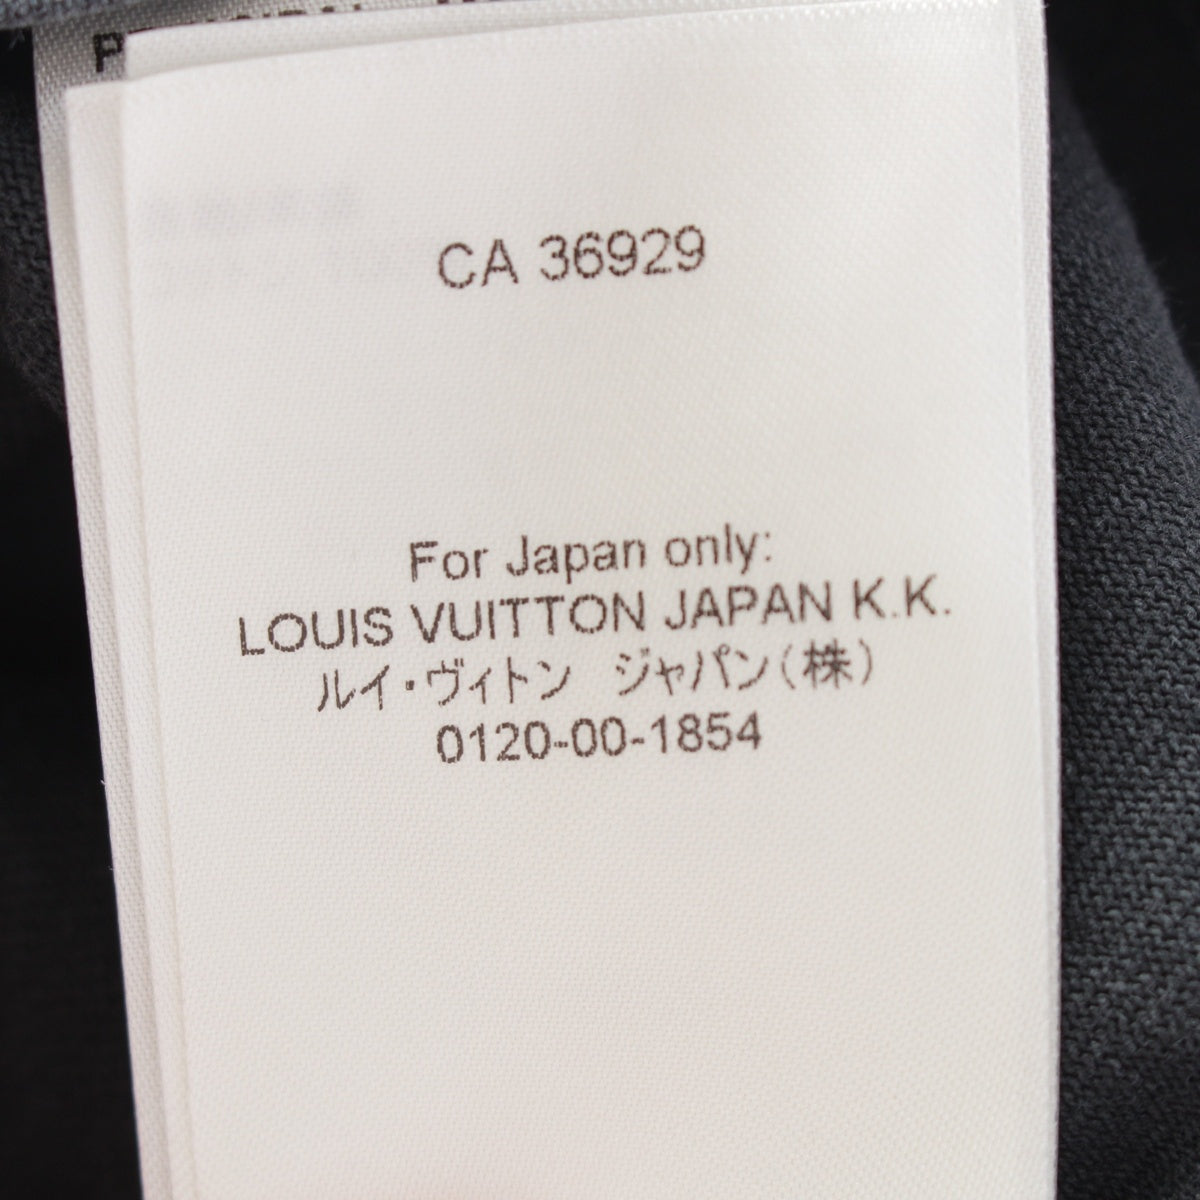 CA 36929
For Japan only:
LOUIS VUITTON JAPAN K.K.
ルイ・ヴィトン ジャパン(株)
0120-00-1854